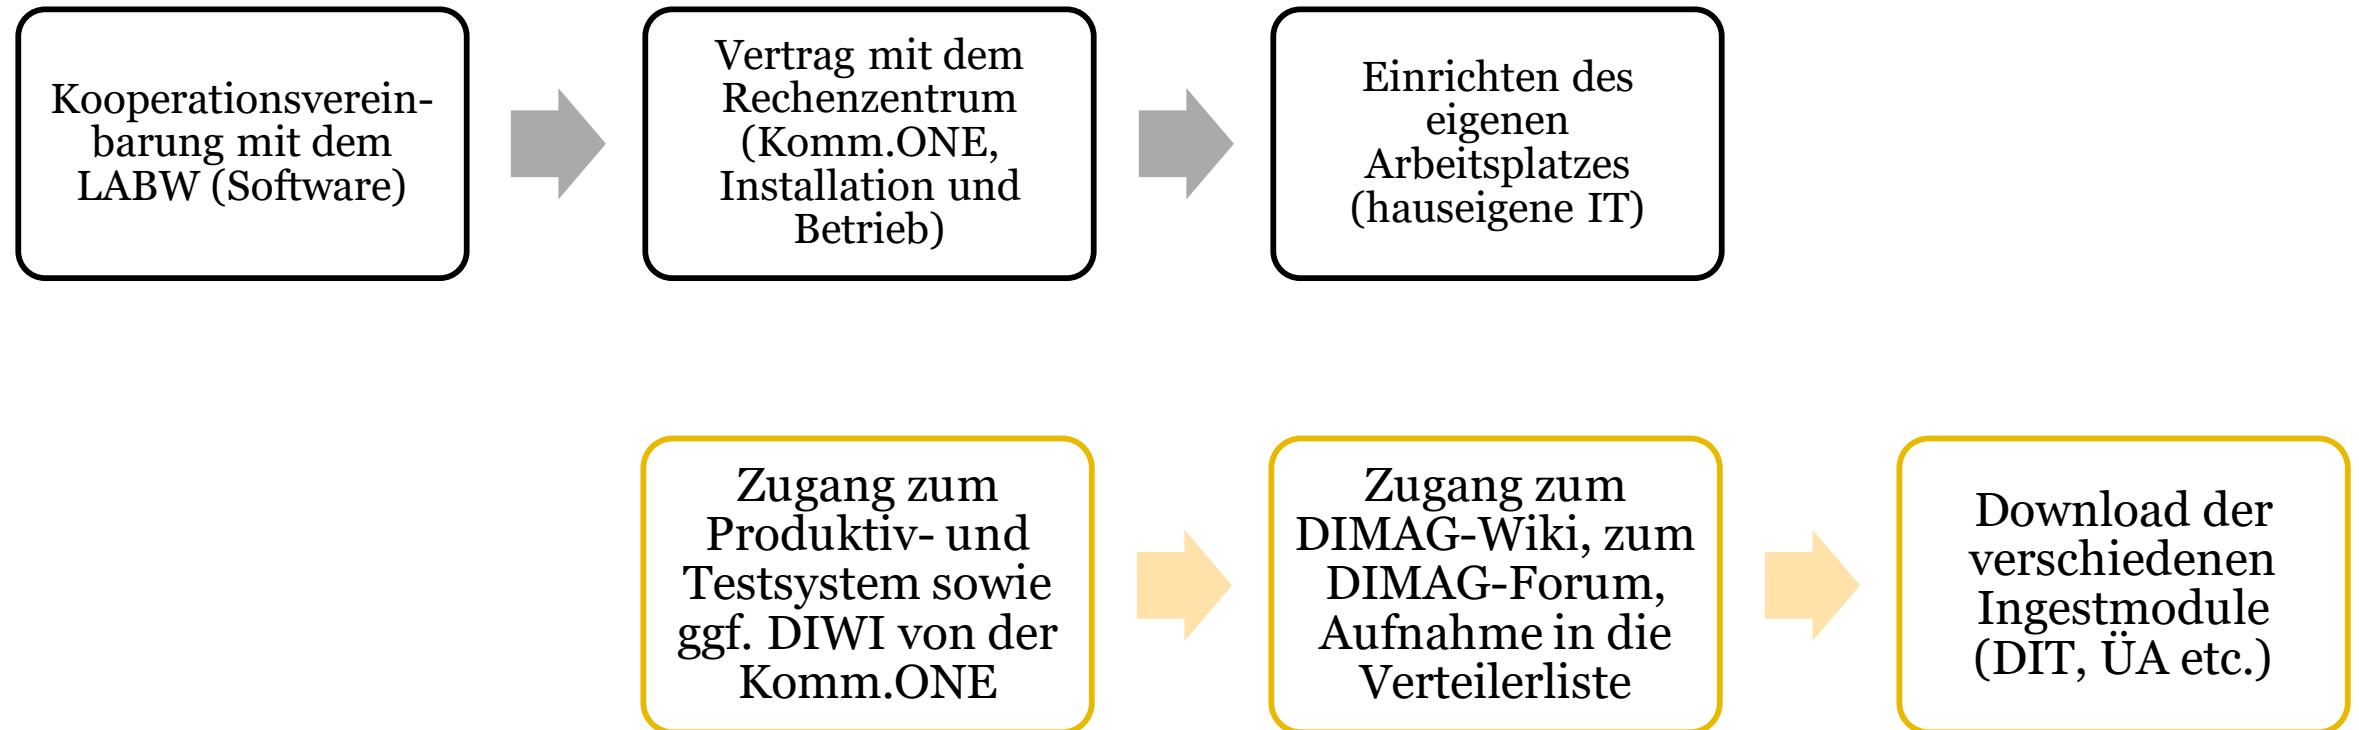 Kooperationsverein-
barung mit dem
LABW (Software)
Vertrag mit dem
Rechenzentrum
(Komm.ONE,
Installation und
Betrieb)
Einrichten des
eigenen
Arbeitsplatzes
(hauseigene IT)
Zugang zum
Produktiv- und
Testsystem sowie
ggf. DIWI von der
Komm.ONE
Zugang zum
DIMAG-Wiki, zum
DIMAG-Forum,
Aufnahme in die
Verteilerliste
Download der
verschiedenen
Ingestmodule
(DIT, ÜA etc.)